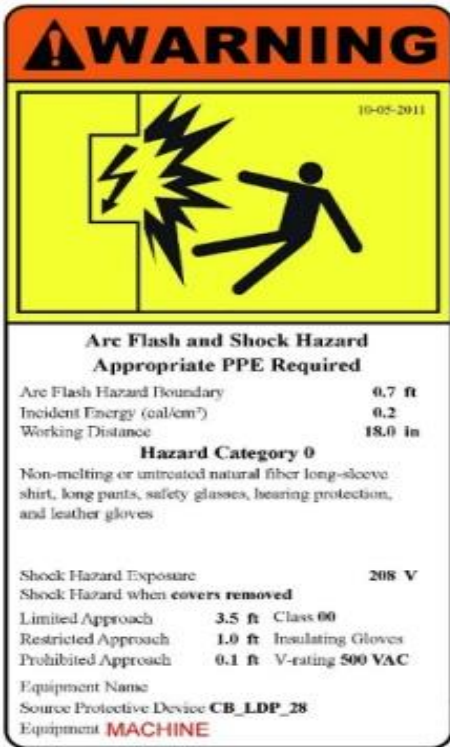 WARNING
10-05-2011
Arc Flash and Shock Hazard
Appropriate PPE Required
Arc Flash Hazard Boundary 0.7 ft
Incident Energy (cal/cm²) 0.2
Working Distance 18.0 in
Hazard Category 0
Non-melting or untreated natural fiber long-sleeve
shirt, long pants, safety glasses, hearing protection,
and leather gloves
Shock Hazard Exposure 208 V
Shock Hazard when covers removed
Limited Approach 3.5 ft Class 00
Restricted Approach 1.0 ft Insulating Gloves
Prohibited Approach 0.1 ft V-rating 500 VAC
Equipment Name
Source Protective Device CB_LDP_28
Equipment MACHINE